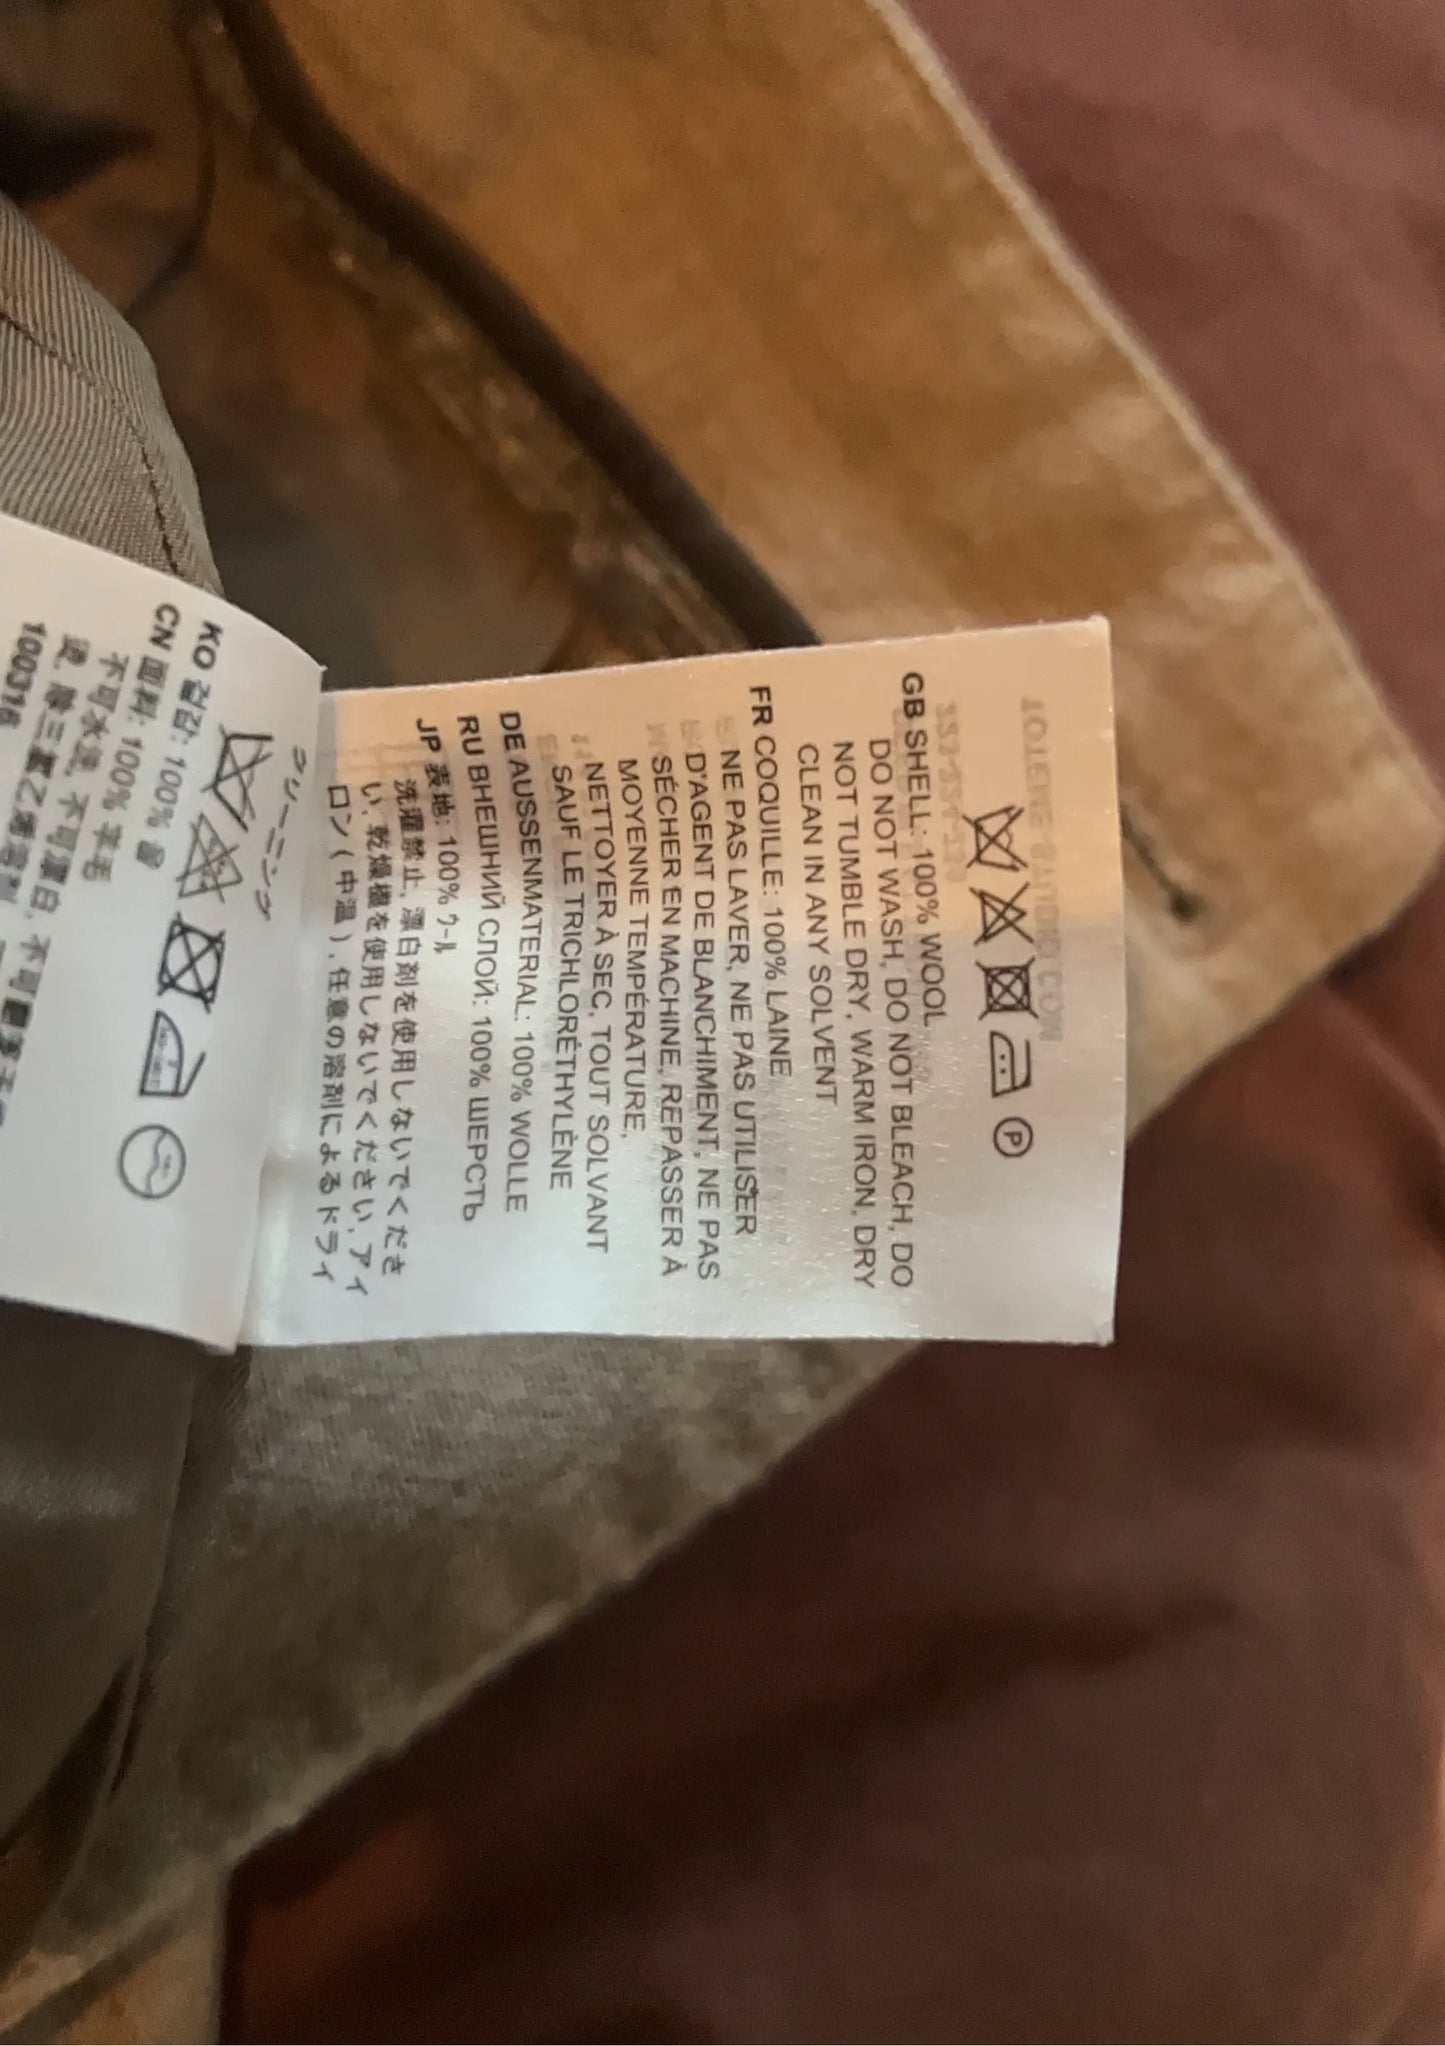 GB SHELL: 100% WOOL
DO NOT WASH, DO NOT BLEACH, DO
NOT TUMBLE DRY, WARM IRON, DRY
CLEAN IN ANY SOLVENT
FR COQUILLE: 100% LAINE
NE PAS LAVER, NE PAS UTILISER
D'AGENT DE BLANCHIMENT, NE PAS
SÉCHER EN MACHINE, REPASSER À
MOYENNE TEMPÉRATURE,
NETTOYER À SEC, TOUT SOLVANT
SAUF LE TRICHLORÉTHYLÈNE
DE AUSSENMATERIAL: 100% WOLLE
RU ВНЕШНИЙ СЛОЙ: 100% ШЕРСТЬ
JP 表地: 100% ウール
洗濯禁止, 漂白剤を使用しないでくださ
い, 乾燥機を使用しないでください, アイ
ロン ( 中温 ), 任意の溶剤によるドライ
クリーニング
P
KO 겉감: 100% 울
CN 面料: 100% 羊毛
不可水洗, 不可漂白, 不可
100316